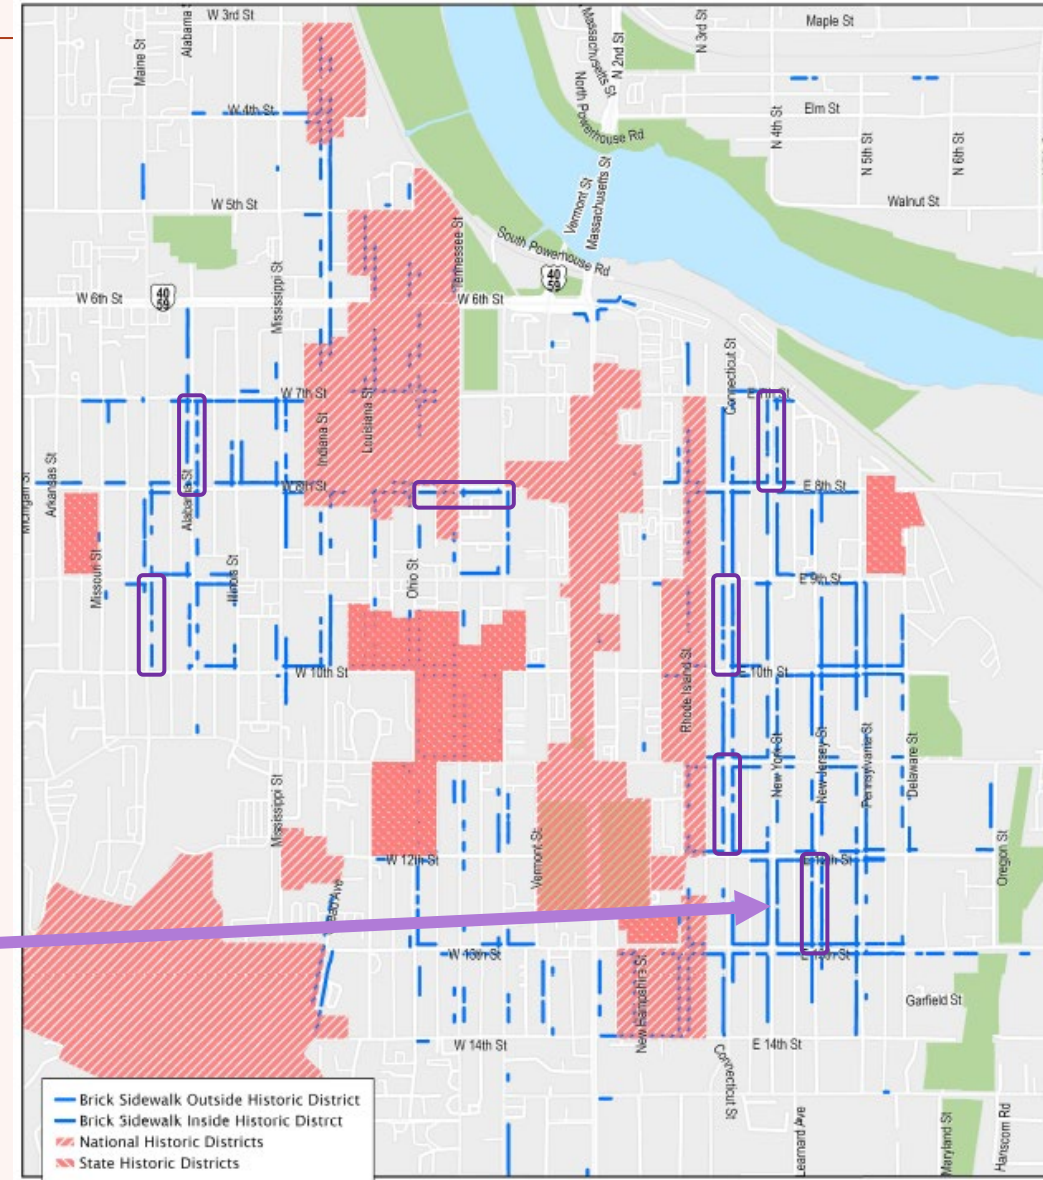 W 3rd St
Maple St
Alabama S
N 3rd St
Massachusetts St
N 2nd St
Maine St
North Powerhouse Rd
W 4th St
Elm St
N 4th St
N 5th St
N 6th St
Vermont St
Massachusetts St
W 5th St
Walnut St
Tennessee St
South Powerhouse Rd
Mississippi St
40
59
40
59
W 6th St
W 6th St
Connecticut St
W 7th St
E 7th St
Indiana St
Louisiana St
Arkansas St
Michigan St
Alabama St
W 8th St
E 8th St
Missouri St
Illinois St
Ohio St
E 9th St
W 10th St
E 10th St
Rhode Island St
New York St
New Jersey St
Pennsylvania St
Delaware St
Mississippi St
Vermont St
W 12th St
E 12th St
Oregon St
W 13th St
E 13th St
New Hampshire St
Garfield St
W 14th St
E 14th St
Connecticut St
Learnard Ave
Maryland St
Hanscom Rd
Brick Sidewalk Outside Historic District
Brick Sidewalk Inside Historic Distrct
National Historic Districts
State Historic Districts